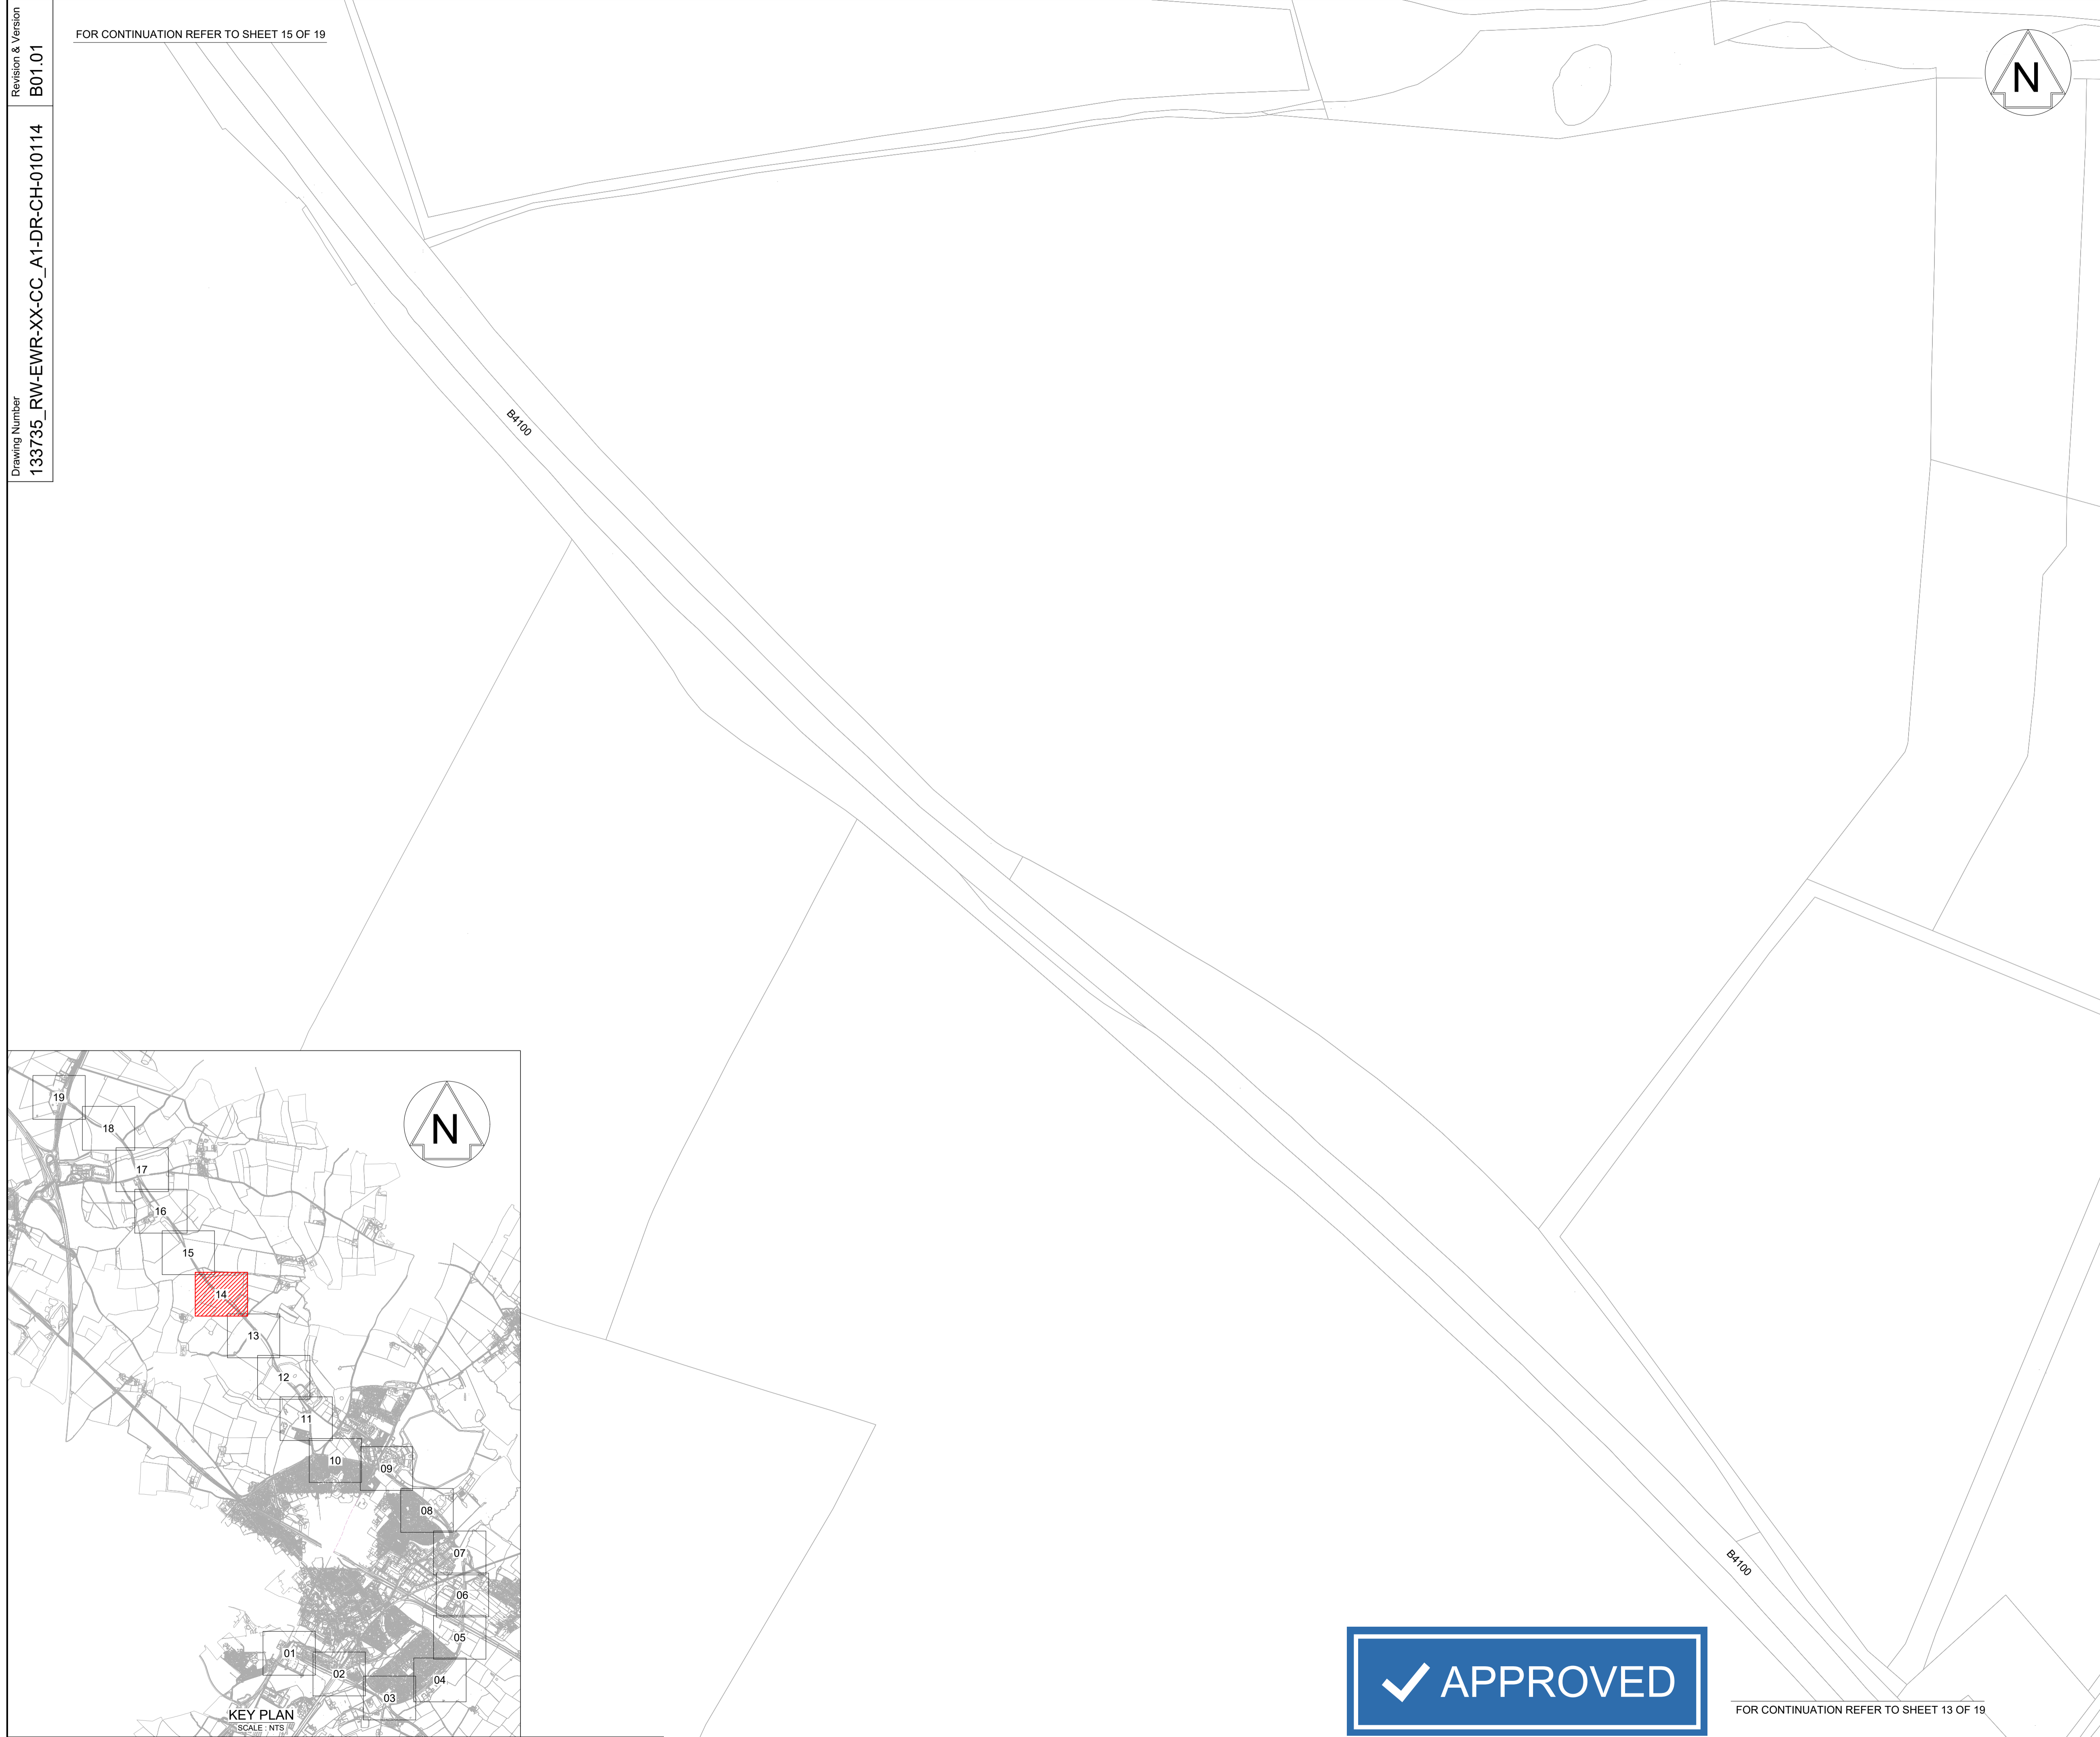 Revision & Version
B01.01
Drawing Number
133735_RW-EWR-XX-CC_A1-DR-CH-010114
FOR CONTINUATION REFER TO SHEET 15 OF 19
N
B4100
19
N
18
17
16
15
14
13
12
11
10
09
08
07
06
05
01
02
04
03
KEY PLAN
SCALE : NTS
B4100
APPROVED
FOR CONTINUATION REFER TO SHEET 13 OF 19